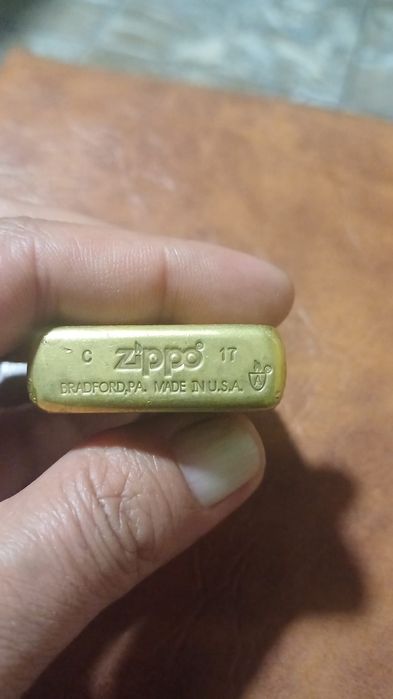 C zippo 17
BRADFORD,PA. MADE IN U.S.A.